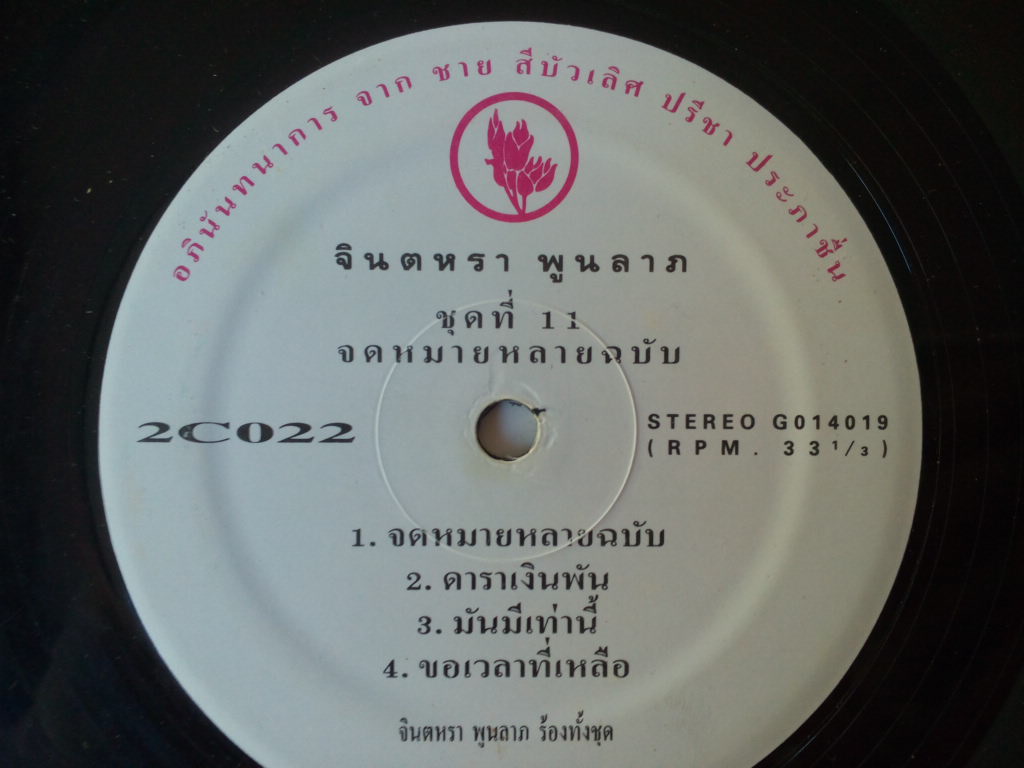 อภินันทนาการ จาก ชาย สีบัวเลิศ ปรีชา ประภาชื่น
จินตหรา พูนลาภ
ชุดที่ 11
จดหมายหลายฉบับ
2C022
STEREO G014019
(RPM. 33 1/3)
1. จดหมายหลายฉบับ
2. ดาราเงินพัน
3. มันมีเท่านี้
4. ขอเวลาที่เหลือ
จินตหรา พูนลาภ ร้องทั้งชุด